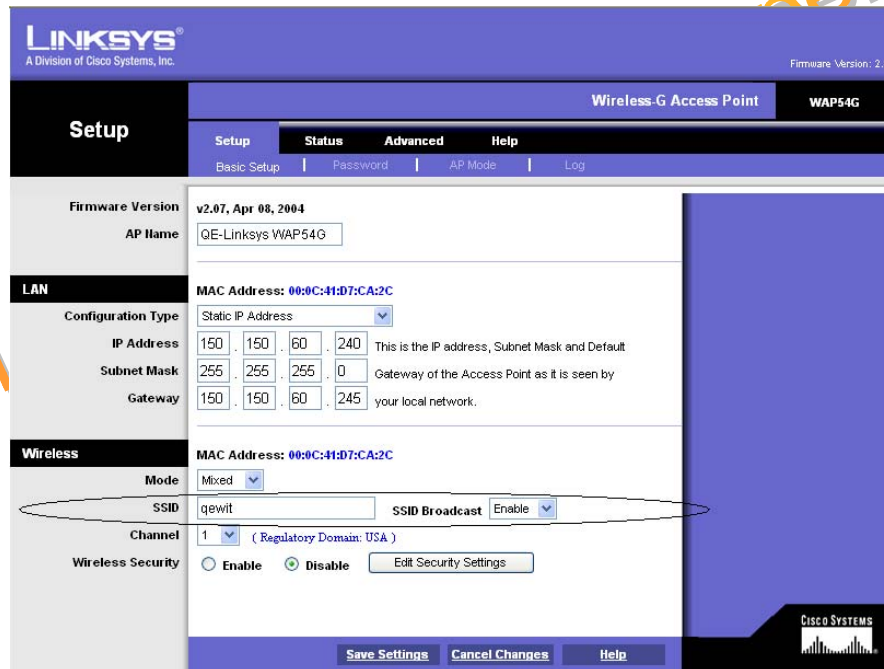 LINKSYS®
A Division of Cisco Systems, Inc.
Firmware Version: 2.
Wireless-G Access Point WAP54G
Setup
Setup Status Advanced Help
Basic Setup | Password | AP Mode | Log
Firmware Version v2.07, Apr 08, 2004
AP Name QE-Linksys WAP54G
LAN MAC Address: 00:0C:41:D7:CA:2C
Configuration Type Static IP Address
IP Address 150 . 150 . 60 . 240 This is the IP address, Subnet Mask and Default
Subnet Mask 255 . 255 . 255 . 0 Gateway of the Access Point as it is seen by
Gateway 150 . 150 . 60 . 245 your local network.
Wireless MAC Address: 00:0C:41:D7:CA:2C
Mode Mixed
SSID qewit SSID Broadcast Enable
Channel 1 ( Regulatory Domain: USA )
Wireless Security Enable Disable Edit Security Settings
Save Settings Cancel Changes Help
CISCO SYSTEMS